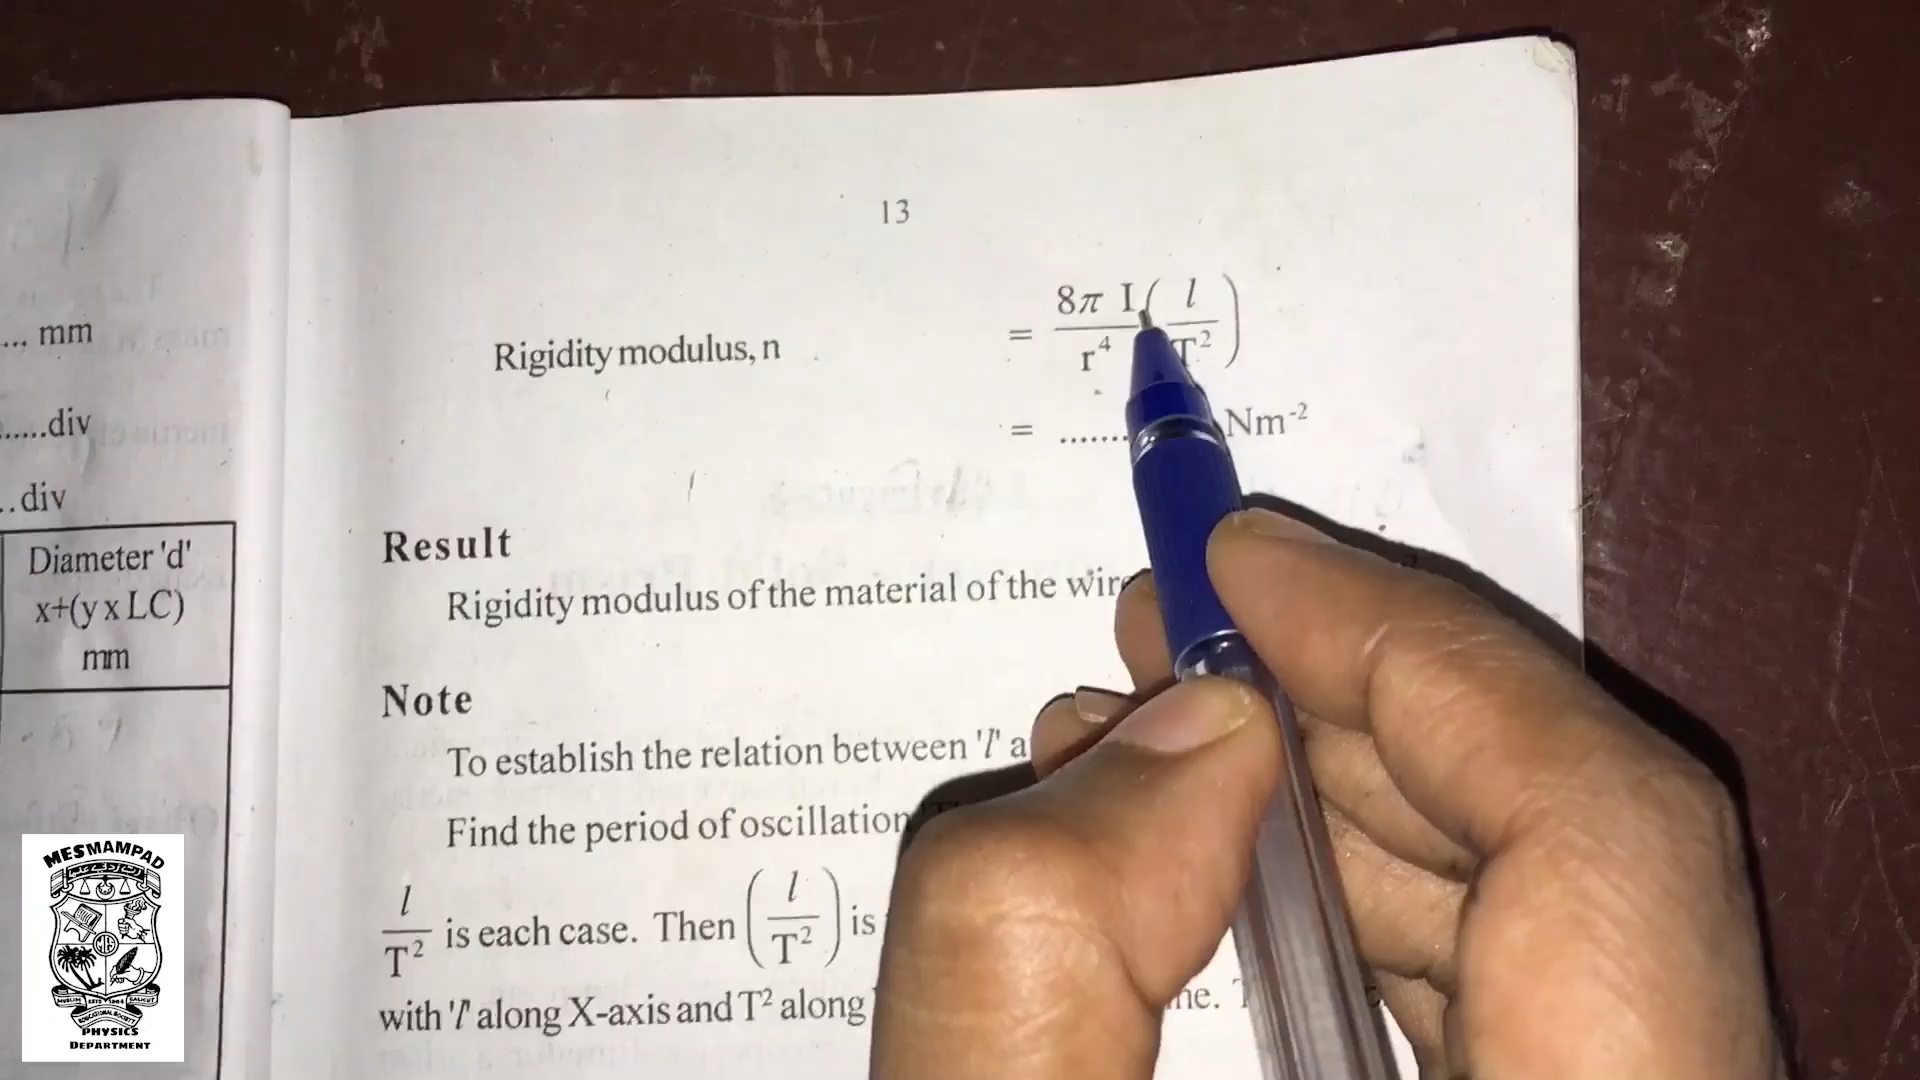 13
... mm
......div
..div
Diameter 'd'
x+(y x LC)
mm
Rigidity modulus, n = 8π I / r⁴ ( l / T² )
= ....... Nm⁻²
Result
Rigidity modulus of the material of the wire
Note
To establish the relation between 'l'
Find the period of oscillation
l / T² is each case. Then ( l / T² ) is
with 'l' along X-axis and T² along
MESMAMPAD
PHYSICS
DEPARTMENT